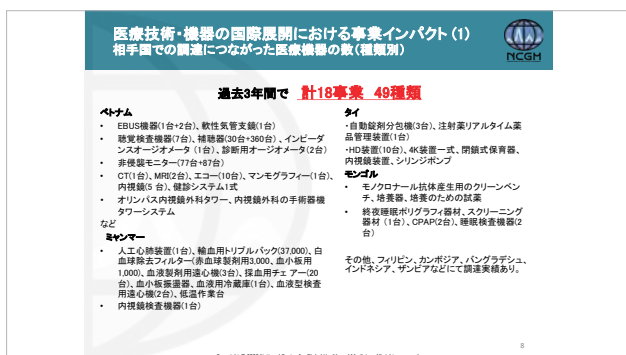 医療技術・機器の国際展開における事業インパクト（1）
相手国での調達につながった医療機器の数（種類別）
NCGM
過去3年間で 計18事業 49種類
ベトナム
• EBUS機器(1台+2台)、軟性気管支鏡(1台)
• 聴覚検査機器(7台)、補聴器(30台+360台)、インピーダ
ンスオージオメータ（1台）、診断用オージオメータ(2台)
• 非侵襲モニター(77台+87台)
• CT(1台)、MRI(2台)、エコー(10台)、マンモグラフィー(1台)、
内視鏡(5 台)、健診システム1式
• オリンパス内視鏡外科タワー、内視鏡外科の手術器機
タワーシステム
など
ミャンマー
• 人工心肺装置(1台)、輸血用トリプルバック(37,000)、白
血球除去フィルター(赤血球製剤用3,000、血小板用
1,000)、血液製剤用遠心機(3台)、採血用チェアー(20
台)、血小板振盪器、血液用冷蔵庫(1台)、血液型検査
用遠心機(2台)、低温作業台
• 内視鏡検査機器(1台)
タイ
・自動錠剤分包機(3台)、注射薬リアルタイム薬
品管理装置(1台)
・HD装置(10台)、4K装置一式、閉鎖式保育器、
内視鏡装置、シリンジポンプ
モンゴル
• モノクロナール抗体産生用のクリーンベン
チ、培養器、培養のための試薬
• 終夜睡眠ポリグラフィ器材、スクリーニング
器材（1台）、CPAP(2台)、睡眠検査機器(2
台)
その他、フィリピン、カンボジア、バングラデシュ、
インドネシア、ザンビアなどにて調達実績あり。
8